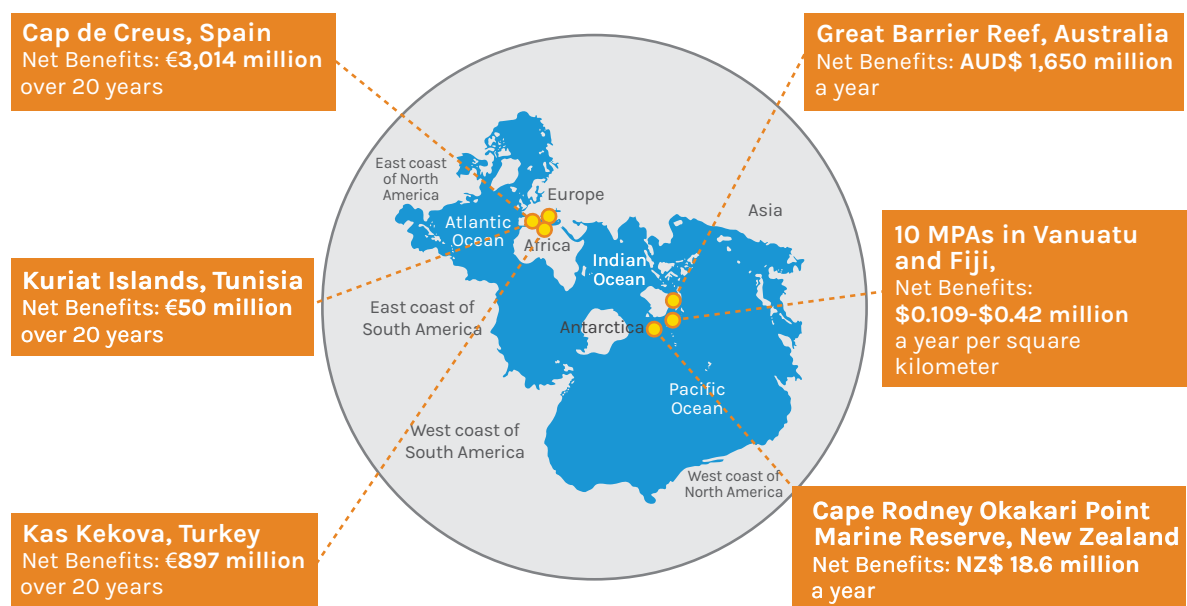 Cap de Creus, Spain
Net Benefits: €3,014 million
over 20 years
Great Barrier Reef, Australia
Net Benefits: AUD$ 1,650 million
a year
East coast
of North
America
Europe
Asia
Atlantic
Ocean
Africa
Indian
Ocean
10 MPAs in Vanuatu
and Fiji,
Net Benefits:
$0.109-$0.42 million
a year per square
kilometer
Kuriat Islands, Tunisia
Net Benefits: €50 million
over 20 years
East coast of
South America
Antarctica
Pacific
Ocean
West coast of
South America
West coast of
North America
Kas Kekova, Turkey
Net Benefits: €897 million
over 20 years
Cape Rodney Okakari Point
Marine Reserve, New Zealand
Net Benefits: NZ$ 18.6 million
a year